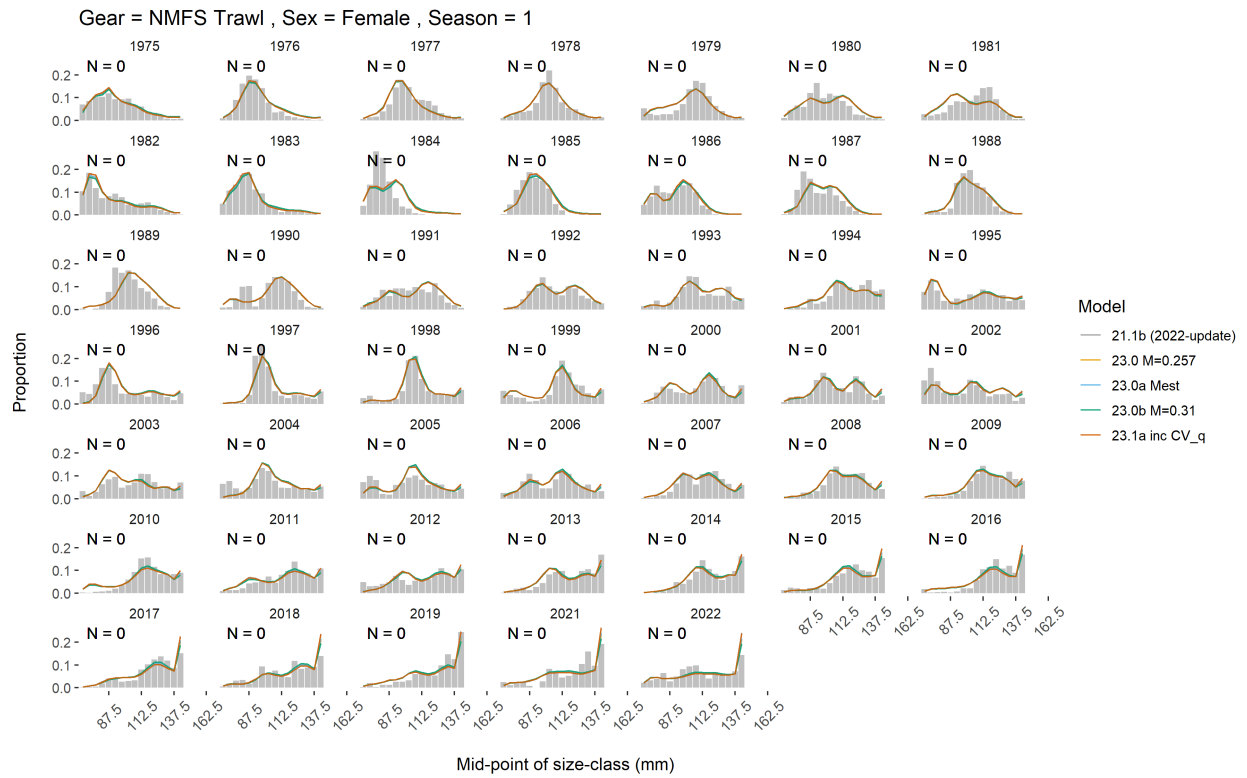 Gear = NMFS Trawl , Sex = Female , Season = 1
1975 1976 1977 1978 1979 1980 1981
N = 0 N = 0 N = 0 N = 0 N = 0 N = 0 N = 0
0.2
0.1
0.0
1982 1983 1984 1985 1986 1987 1988
N = 0 N = 0 N = 0 N = 0 N = 0 N = 0 N = 0
0.2
0.1
0.0
1989 1990 1991 1992 1993 1994 1995
N = 0 N = 0 N = 0 N = 0 N = 0 N = 0 N = 0
0.2
0.1
0.0
1996 1997 1998 1999 2000 2001 2002
N = 0 N = 0 N = 0 N = 0 N = 0 N = 0 N = 0
0.2
0.1
0.0
2003 2004 2005 2006 2007 2008 2009
N = 0 N = 0 N = 0 N = 0 N = 0 N = 0 N = 0
0.2
0.1
0.0
2010 2011 2012 2013 2014 2015 2016
N = 0 N = 0 N = 0 N = 0 N = 0 N = 0 N = 0
0.2
0.1
0.0
87.5 112.5 137.5 162.5 87.5 112.5 137.5 162.5
2017 2018 2019 2021 2022
N = 0 N = 0 N = 0 N = 0 N = 0
0.2
0.1
0.0
87.5 112.5 137.5 162.5 87.5 112.5 137.5 162.5 87.5 112.5 137.5 162.5 87.5 112.5 137.5 162.5 87.5 112.5 137.5 162.5
Mid-point of size-class (mm)
Proportion
Model
21.1b (2022-update)
23.0 M=0.257
23.0a Mest
23.0b M=0.31
23.1a inc CV_q